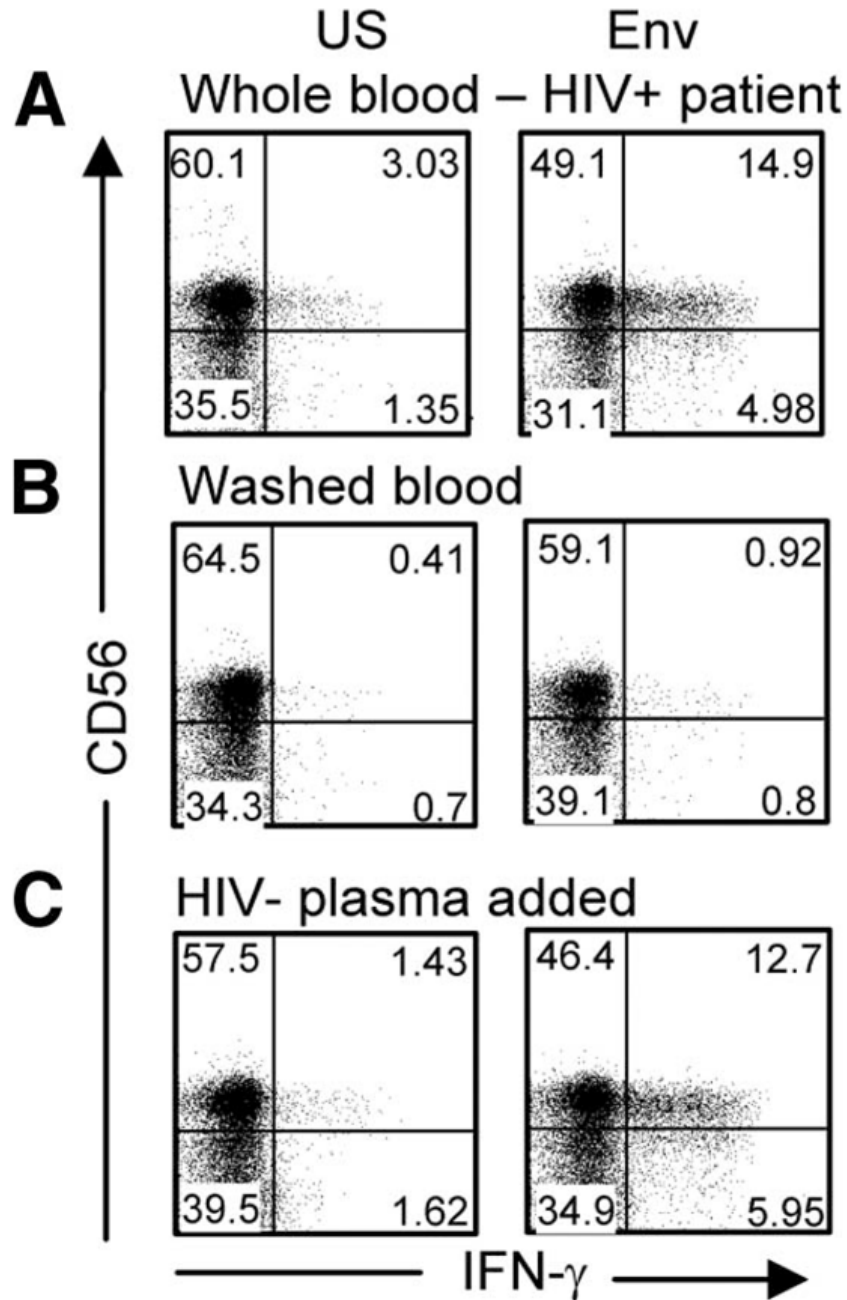 US Env
A Whole blood – HIV+ patient
60.1 3.03 49.1 14.9
35.5 1.35 31.1 4.98
B Washed blood
64.5 0.41 59.1 0.92
34.3 0.7 39.1 0.8
CD56
C HIV- plasma added
57.5 1.43 46.4 12.7
39.5 1.62 34.9 5.95
IFN-γ